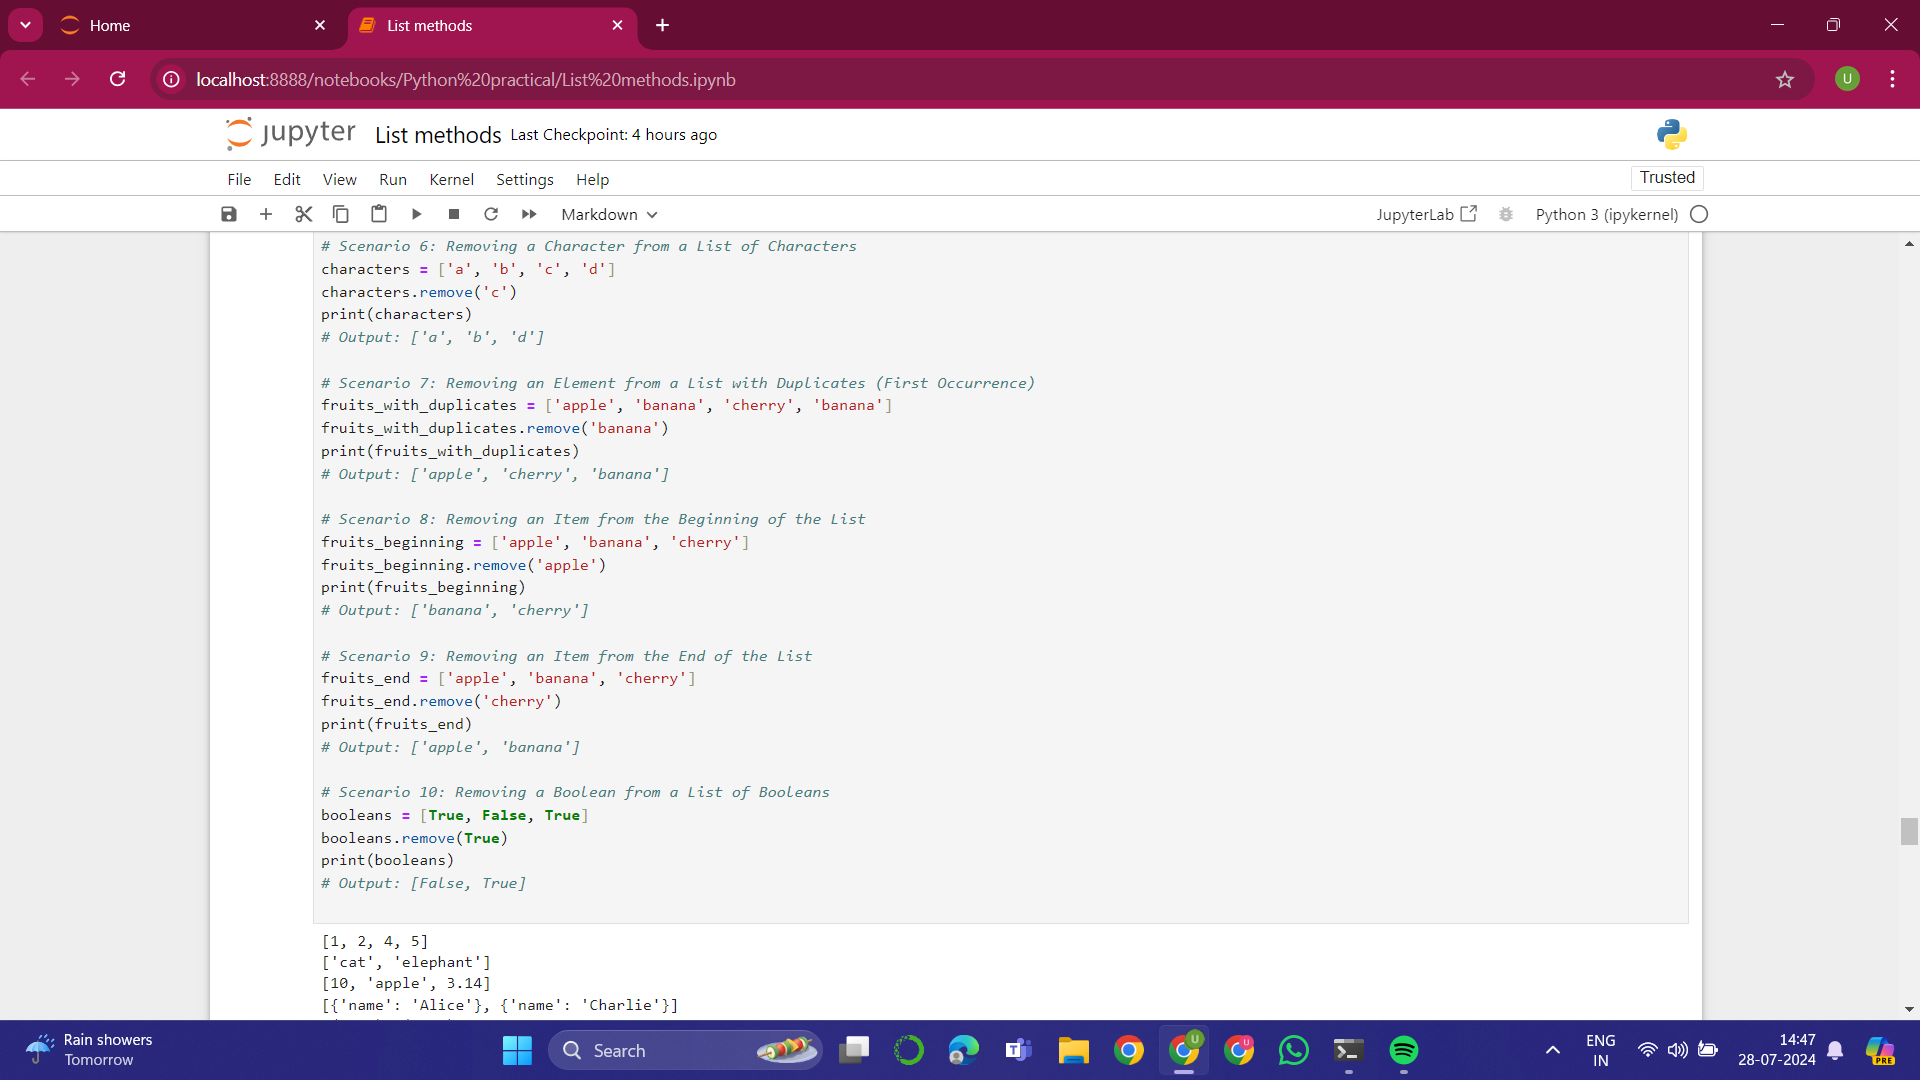 Home
List methods
localhost:8888/notebooks/Python%20practical/List%20methods.ipynb
U
jupyter List methods Last Checkpoint: 4 hours ago
File Edit View Run Kernel Settings Help
Trusted
Markdown
JupyterLab
Python 3 (ipykernel)
# Scenario 6: Removing a Character from a List of Characters
characters = ['a', 'b', 'c', 'd']
characters.remove('c')
print(characters)
# Output: ['a', 'b', 'd']
# Scenario 7: Removing an Element from a List with Duplicates (First Occurrence)
fruits_with_duplicates = ['apple', 'banana', 'cherry', 'banana']
fruits_with_duplicates.remove('banana')
print(fruits_with_duplicates)
# Output: ['apple', 'cherry', 'banana']
# Scenario 8: Removing an Item from the Beginning of the List
fruits_beginning = ['apple', 'banana', 'cherry']
fruits_beginning.remove('apple')
print(fruits_beginning)
# Output: ['banana', 'cherry']
# Scenario 9: Removing an Item from the End of the List
fruits_end = ['apple', 'banana', 'cherry']
fruits_end.remove('cherry')
print(fruits_end)
# Output: ['apple', 'banana']
# Scenario 10: Removing a Boolean from a List of Booleans
booleans = [True, False, True]
booleans.remove(True)
print(booleans)
# Output: [False, True]
[1, 2, 4, 5]
['cat', 'elephant']
[10, 'apple', 3.14]
[{'name': 'Alice'}, {'name': 'Charlie'}]
Rain showers
Tomorrow
Search
U
U
ENG
IN
14:47
28-07-2024
PRE